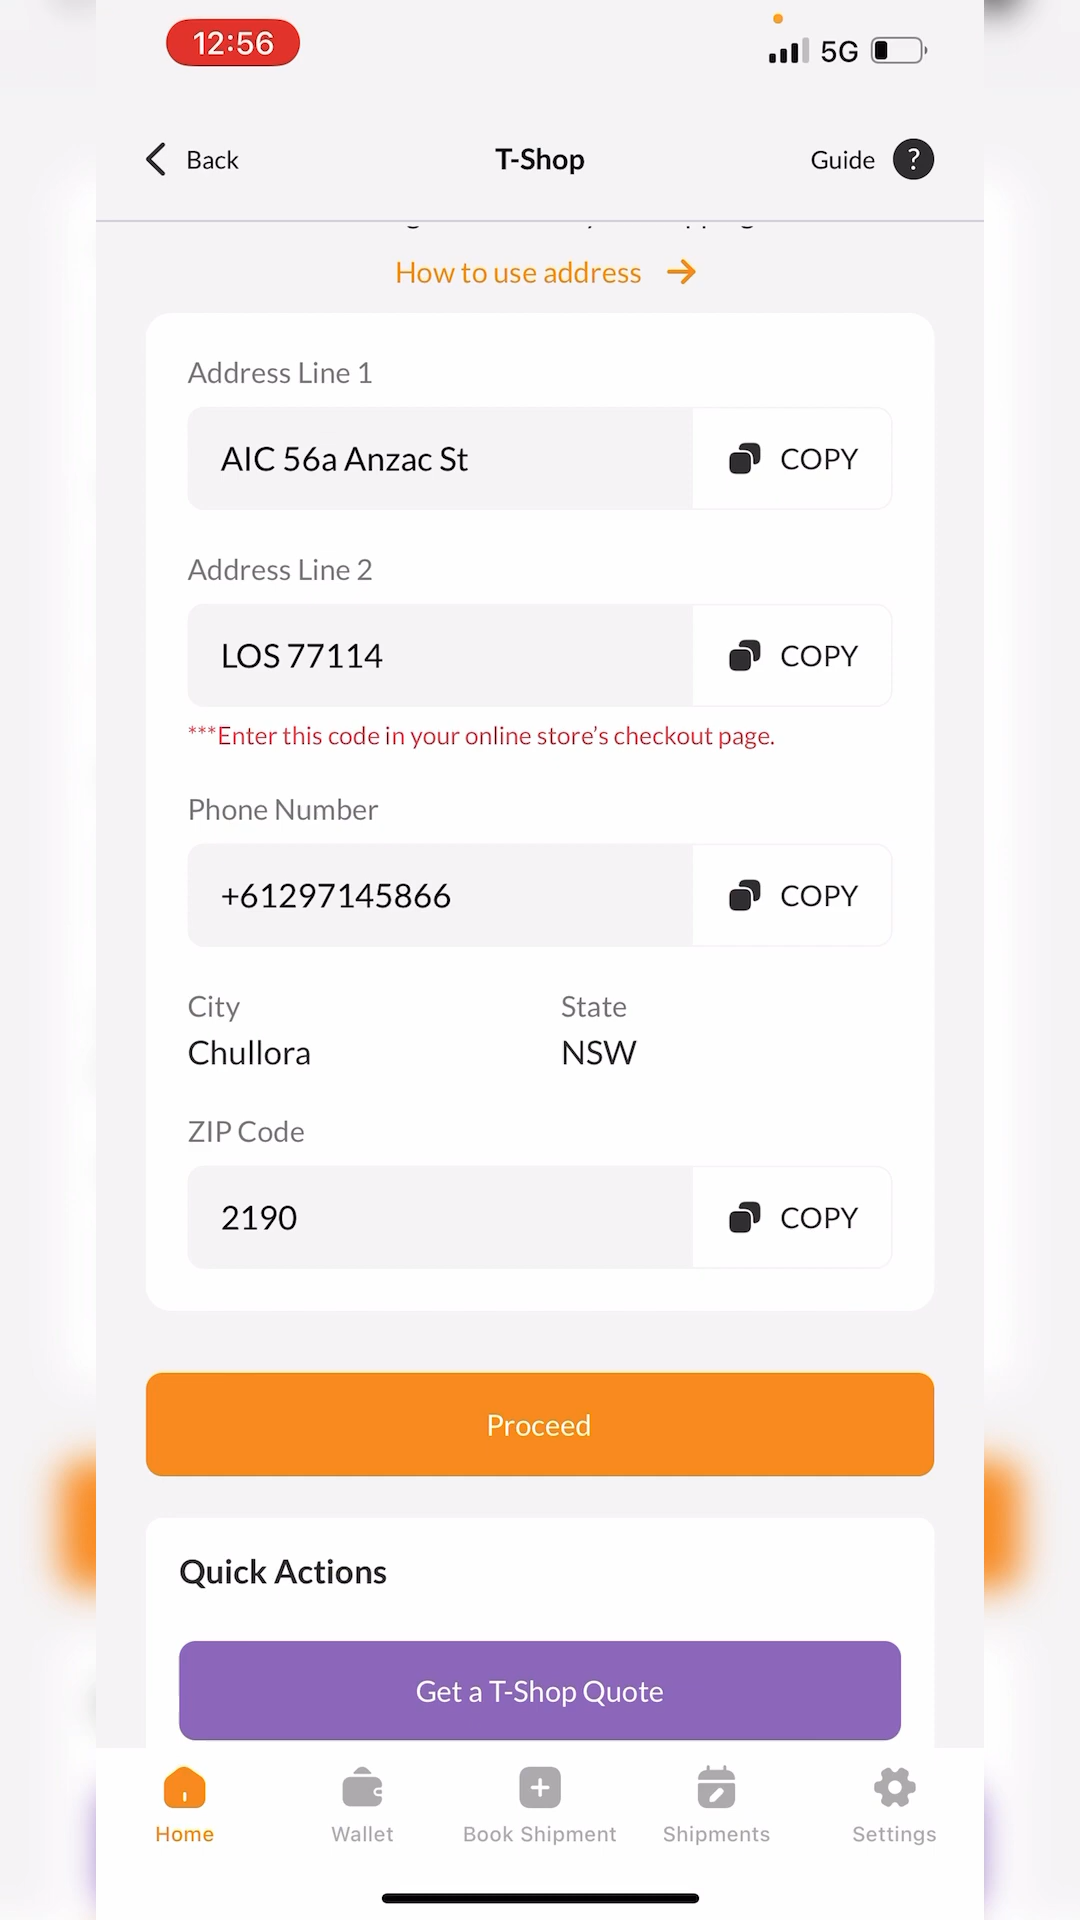 12:56
5G
Back
T-Shop
Guide
?
How to use address
Address Line 1
AIC 56a Anzac St
COPY
Address Line 2
LOS 77114
COPY
***Enter this code in your online store’s checkout page.
Phone Number
+61297145866
COPY
City
State
Chullora
NSW
ZIP Code
2190
COPY
Proceed
Quick Actions
Get a T-Shop Quote
Home
Wallet
Book Shipment
Shipments
Settings